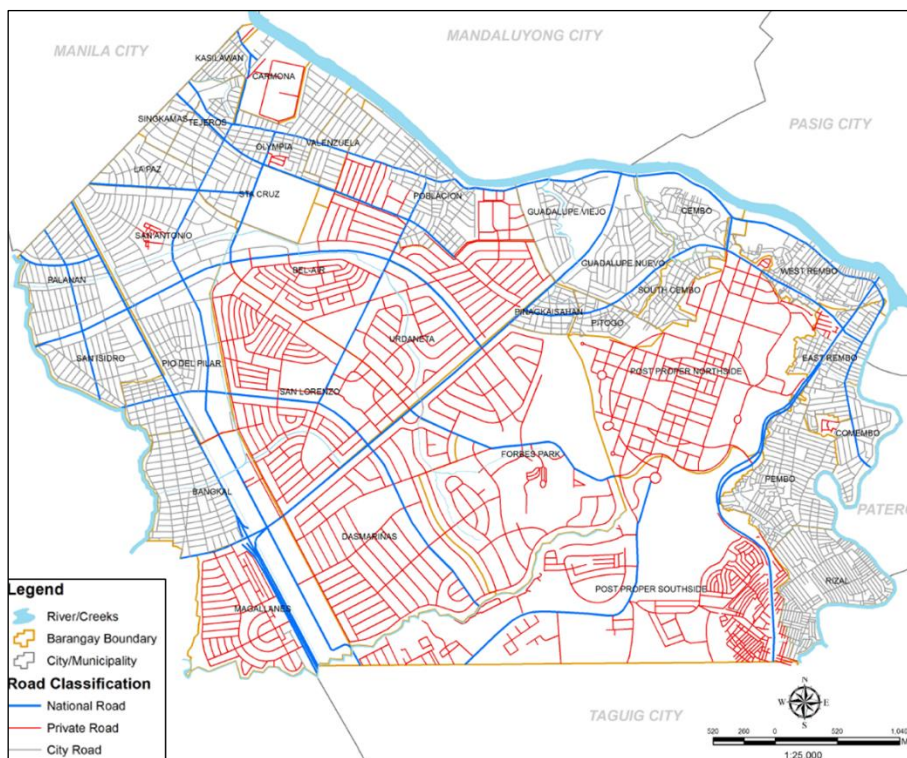 MANILA CITY
MANDALUYONG CITY
PASIG CITY
KASILAWAN
CARMONA
SINGKAMAS
TEJEROS
OLYMPIA
VALENZUELA
LA PAZ
STA CRUZ
POBLACION
GUADALUPE VIEJO
CEMBO
SAN ANTONIO
PALANAN
BEL-AIR
GUADALUPE NUEVO
WEST REMBO
SOUTH CEMBO
PINAGKAISAHAN
PITOGO
URDANETA
SAN ISIDRO
PIO DEL PILAR
EAST REMBO
POST PROPER NORTHSIDE
SAN LORENZO
COMEMBO
FORBES PARK
PEMBO
BANGKAL
PATERO
DASMARIÑAS
RIZAL
POST PROPER SOUTHSIDE
MAGALLANES
TAGUIG CITY
Legend
River/Creeks
Barangay Boundary
City/Municipality
Road Classification
National Road
Private Road
City Road
N
W E
S
520 260 0 520 1,040
M
1:25,000